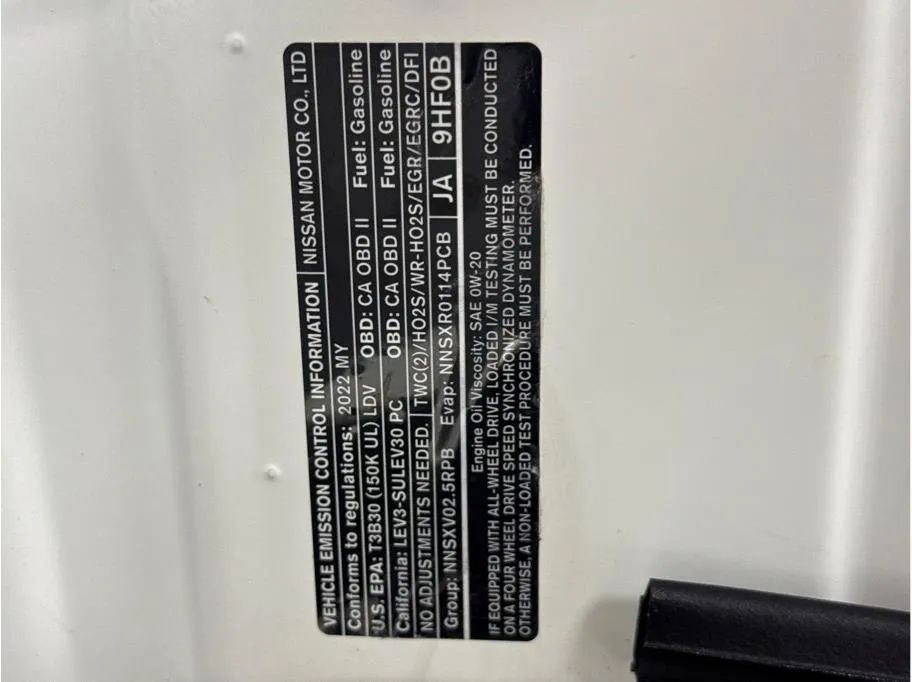 VEHICLE EMISSION CONTROL INFORMATION NISSAN MOTOR CO., LTD
Conforms to regulations: 2022 MY
U.S. EPA: T3B30 (150K UL) LDV OBD: CA OBD II Fuel: Gasoline
California: LEV3-SULEV30 PC OBD: CA OBD II Fuel: Gasoline
NO ADJUSTMENTS NEEDED. TWC(2)/HO2S/WR-HO2S/EGR/EGRC/DFI
Group: NNSXV02.5RPB Evap: NNSXR0114PCB JA 9HF0B
Engine Oil Viscosity: SAE 0W-20
IF EQUIPPED WITH ALL-WHEEL DRIVE, LOADED I/M TESTING MUST BE CONDUCTED
ON A FOUR WHEEL DRIVE SPEED SYNCHRONIZED DYNAMOMETER.
OTHERWISE, A NON-LOADED TEST PROCEDURE MUST BE PERFORMED.